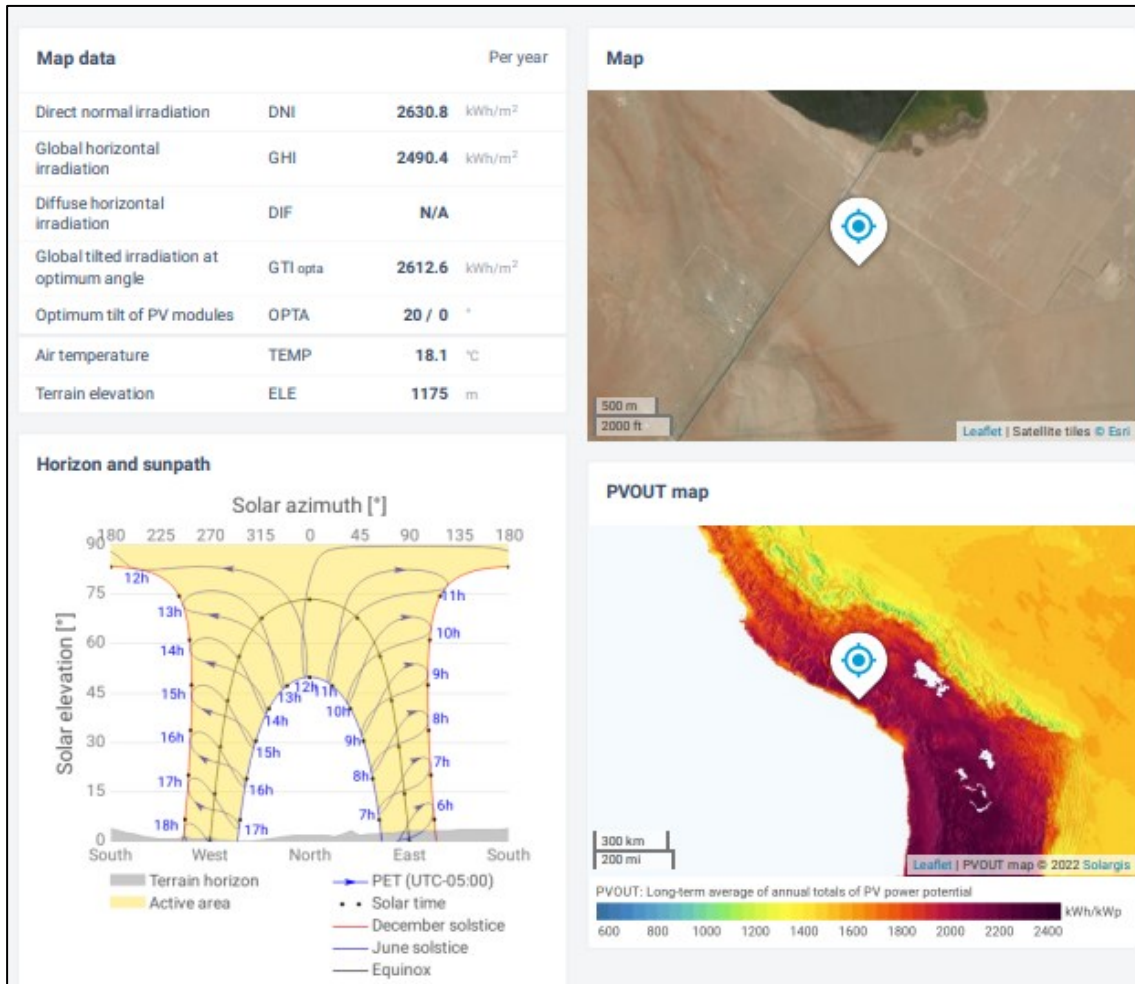 Map data Per year
Direct normal irradiation DNI 2630.8 kWh/m²
Global horizontal
irradiation GHI 2490.4 kWh/m²
Diffuse horizontal
irradiation DIF N/A
Global tilted irradiation at
optimum angle GTI opta 2612.6 kWh/m²
Optimum tilt of PV modules OPTA 20 / 0 °
Air temperature TEMP 18.1 °C
Terrain elevation ELE 1175 m
Map
500 m
2000 ft
Leaflet | Satellite tiles © Esri
Horizon and sunpath
Solar azimuth [°]
180 225 270 315 0 45 90 135 180
Solar elevation [°]
90
75
60
45
30
15
0
12h
13h
14h
15h
16h
17h
18h
11h
10h
9h
8h
7h
6h
12h
13h
14h
15h
16h
17h
11h
10h
9h
8h
7h
South West North East South
Terrain horizon
Active area
PET (UTC-05:00)
Solar time
December solstice
June solstice
Equinox
PVOUT map
300 km
200 mi
Leaflet | PVOUT map © 2022 Solargis
PVOUT: Long-term average of annual totals of PV power potential
kWh/kWp
600 800 1000 1200 1400 1600 1800 2000 2200 2400